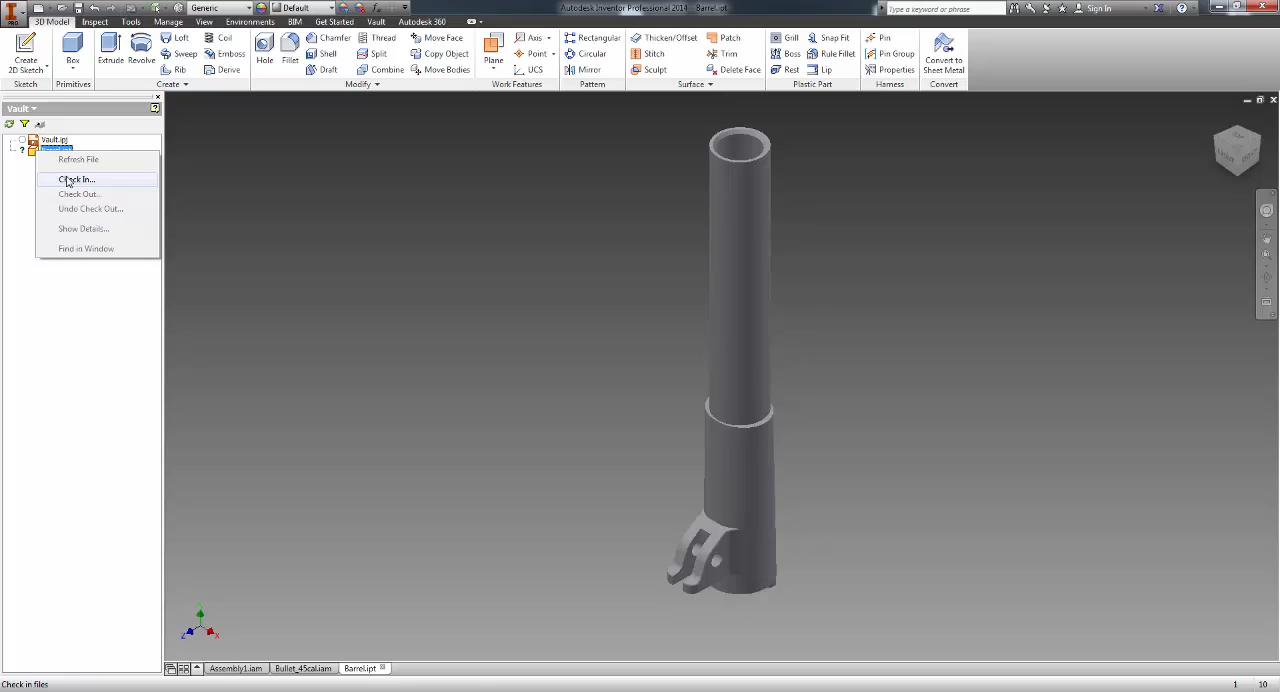 Generic
Default
Autodesk Inventor Professional 2014 - Barrel.ipt
Type a keyword or phrase
Sign In
PRO
3D Model
Inspect
Tools
Manage
View
Environments
BIM
Get Started
Vault
Autodesk 360
Create
2D Sketch
Box
Extrude
Revolve
Loft
Sweep
Rib
Coil
Emboss
Derive
Hole
Fillet
Chamfer
Shell
Draft
Thread
Split
Combine
Move Face
Copy Object
Move Bodies
Plane
Axis
Point
UCS
Rectangular
Circular
Mirror
Thicken/Offset
Stitch
Sculpt
Patch
Trim
Delete Face
Grill
Boss
Rest
Snap Fit
Rule Fillet
Lip
Pin
Pin Group
Properties
Convert to
Sheet Metal
Sketch
Primitives
Create
Modify
Work Features
Pattern
Surface
Plastic Part
Harness
Convert
Vault
Vault.ipj
Refresh File
Check In...
Check Out...
Undo Check Out...
Show Details...
Find in Window
Assembly1.iam
Bullet_45cal.iam
Barrel.ipt
Check in files
1
10